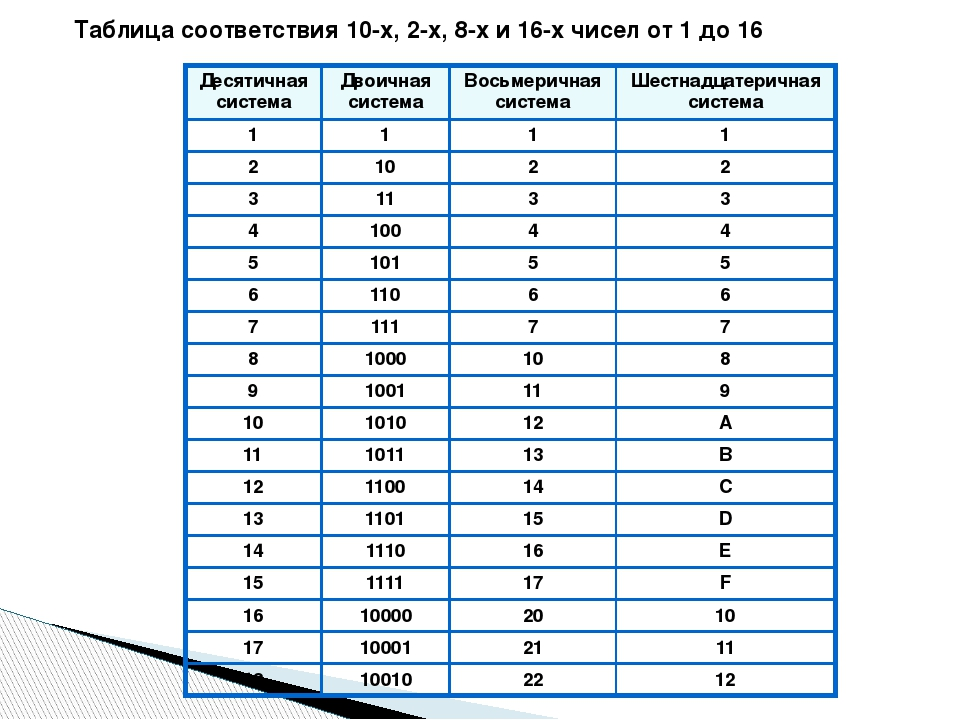 Таблица соответствия 10-х, 2-х, 8-х и 16-х чисел от 1 до 16
Десятичная система Двоичная система Восьмеричная система Шестнадцатеричная система
1 1 1 1
2 10 2 2
3 11 3 3
4 100 4 4
5 101 5 5
6 110 6 6
7 111 7 7
8 1000 10 8
9 1001 11 9
10 1010 12 A
11 1011 13 B
12 1100 14 C
13 1101 15 D
14 1110 16 E
15 1111 17 F
16 10000 20 10
17 10001 21 11
10010 22 12